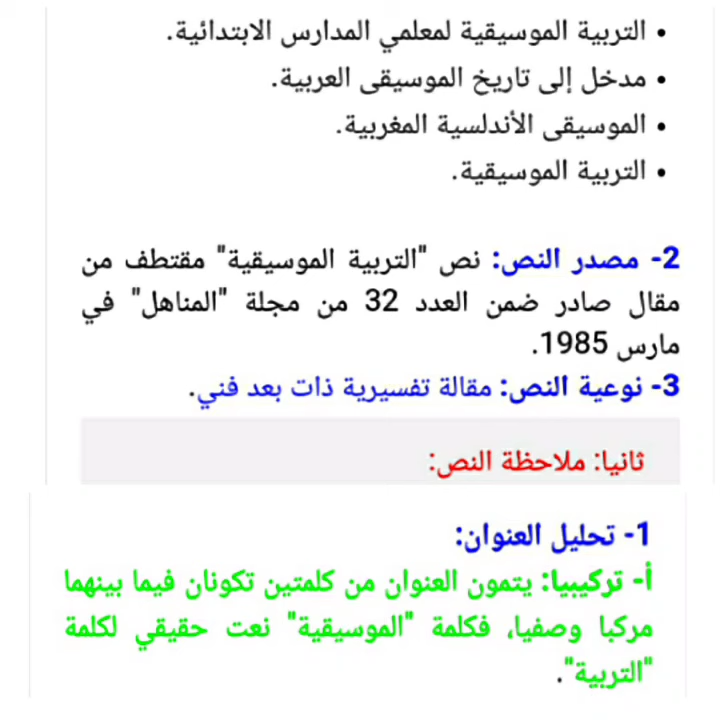 • التربية الموسيقية لمعلمي المدارس الابتدائية.
• مدخل إلى تاريخ الموسيقى العربية.
• الموسيقى الأندلسية المغربية.
• التربية الموسيقية.
2- مصدر النص: نص "التربية الموسيقية" مقتطف من
مقال صادر ضمن العدد 32 من مجلة "المناهل" في
مارس 1985.
3- نوعية النص: مقالة تفسيرية ذات بعد فني.
ثانيا: ملاحظة النص:
1- تحليل العنوان:
أ- تركيبيا: يتمون العنوان من كلمتين تكونان فيما بينهما
مركبا وصفيا، فكلمة "الموسيقية" نعت حقيقي لكلمة
"التربية".